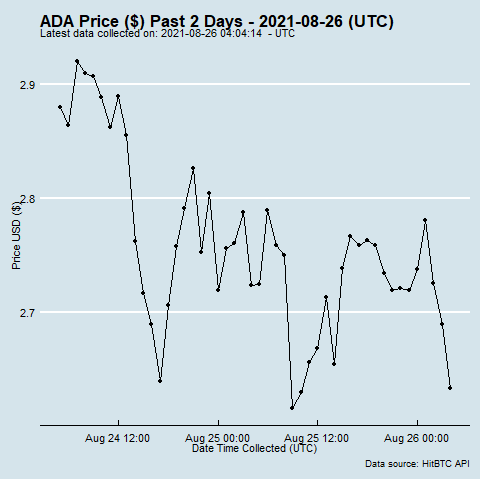 ADA Price ($) Past 2 Days - 2021-08-26 (UTC)
Latest data collected on: 2021-08-26 04:04:14 - UTC
2.9
2.8
2.7
Price USD ($)
Aug 24 12:00
Aug 25 00:00
Aug 25 12:00
Aug 26 00:00
Date Time Collected (UTC)
Data source: HitBTC API